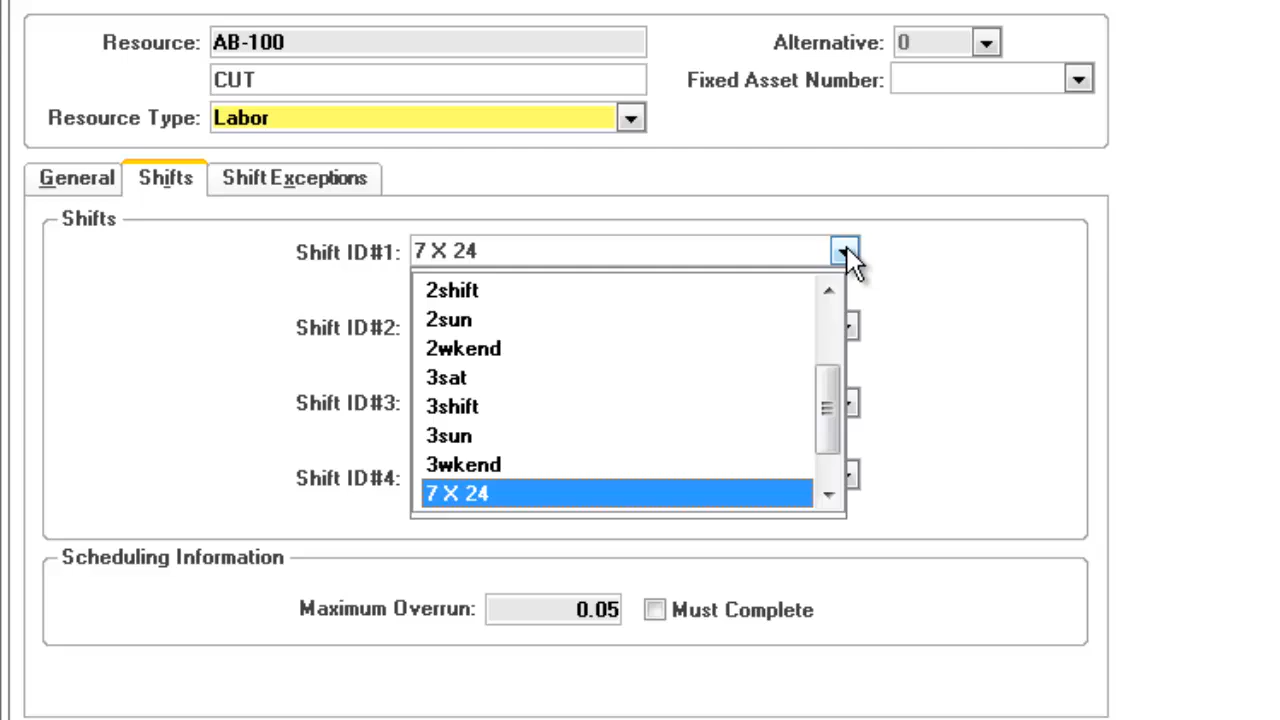 Resource: AB-100 Alternative: 0
CUT Fixed Asset Number:
Resource Type: Labor
General Shifts Shift Exceptions
Shifts
Shift ID#1: 7 X 24
2shift
2sun
Shift ID#2:
2wkend
3sat
Shift ID#3: 3shift
3sun
3wkend
Shift ID#4:
7 X 24
Scheduling Information
Maximum Overrun: 0.05 Must Complete